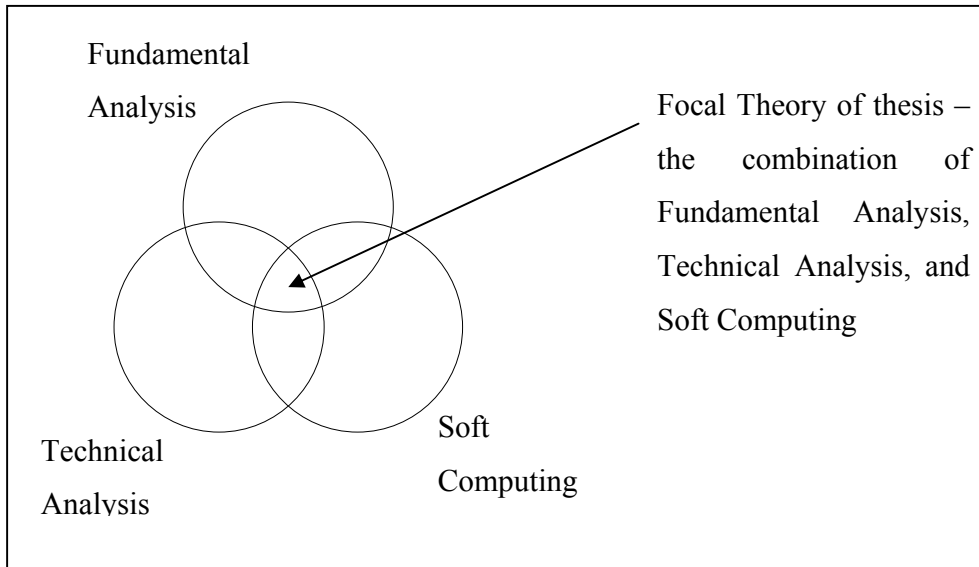 Fundamental
Analysis
Focal Theory of thesis –
the combination of
Fundamental Analysis,
Technical Analysis, and
Soft Computing
Soft
Computing
Technical
Analysis